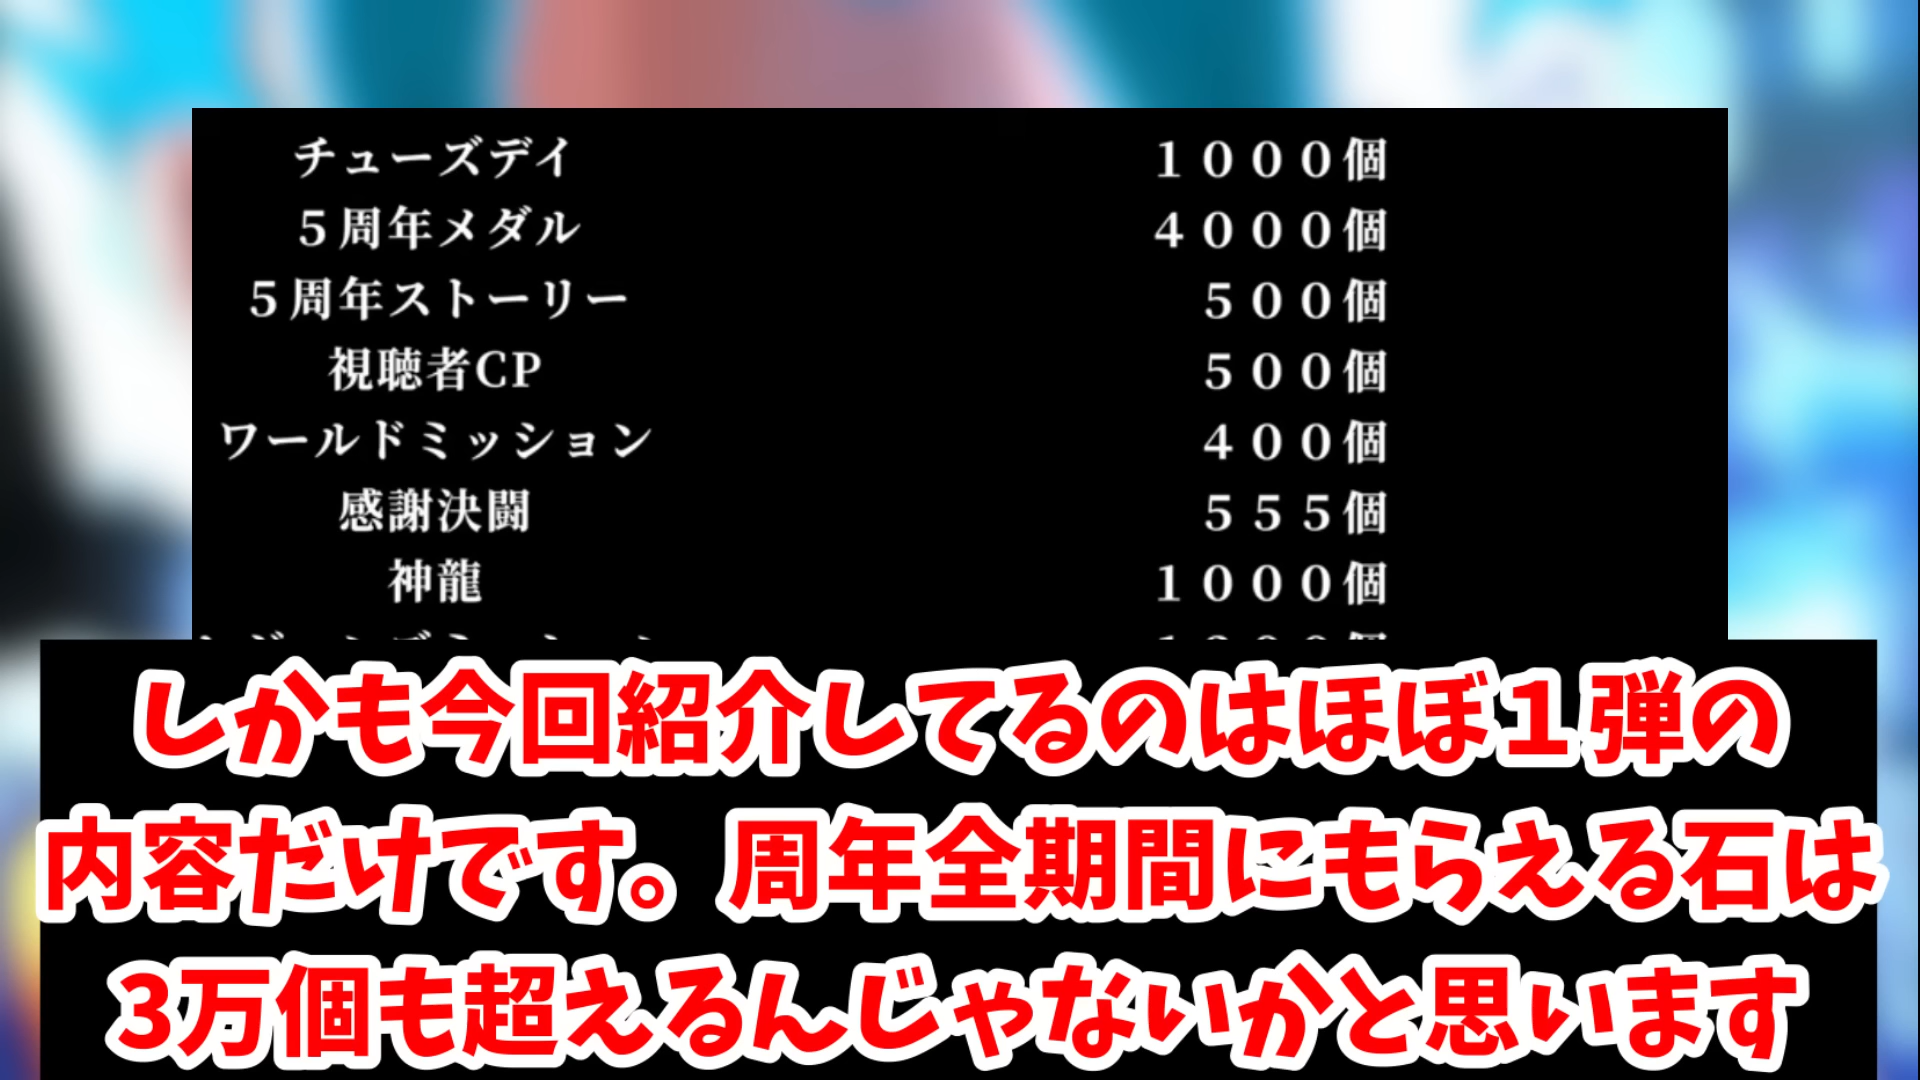 チューズデイ １０００個
５周年メダル ４０００個
５周年ストーリー ５００個
視聴者CP ５００個
ワールドミッション ４００個
感謝決闘 ５５５個
神龍 １０００個
しかも今回紹介してるのはほぼ１弾の
内容だけです。周年全期間にもらえる石は
3万個も超えるんじゃないかと思います